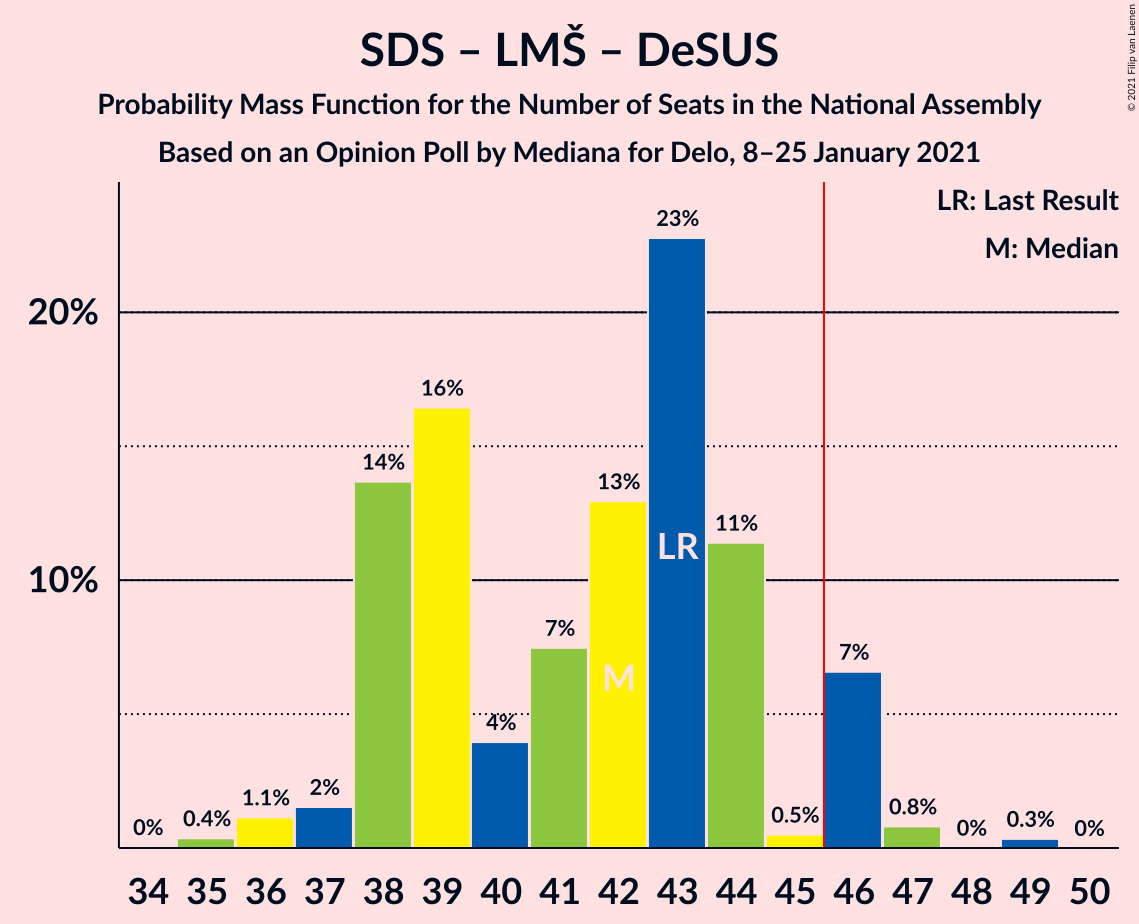 SDS – LMŠ – DeSUS
Probability Mass Function for the Number of Seats in the National Assembly
Based on an Opinion Poll by Mediana for Delo, 8–25 January 2021
© 2021 Filip van Laenen
LR: Last Result
M: Median
20%
10%
0%
0.4%
1.1%
2%
14%
16%
4%
7%
13%
23%
11%
0.5%
7%
0.8%
0%
0.3%
0%
M
LR
34 35 36 37 38 39 40 41 42 43 44 45 46 47 48 49 50